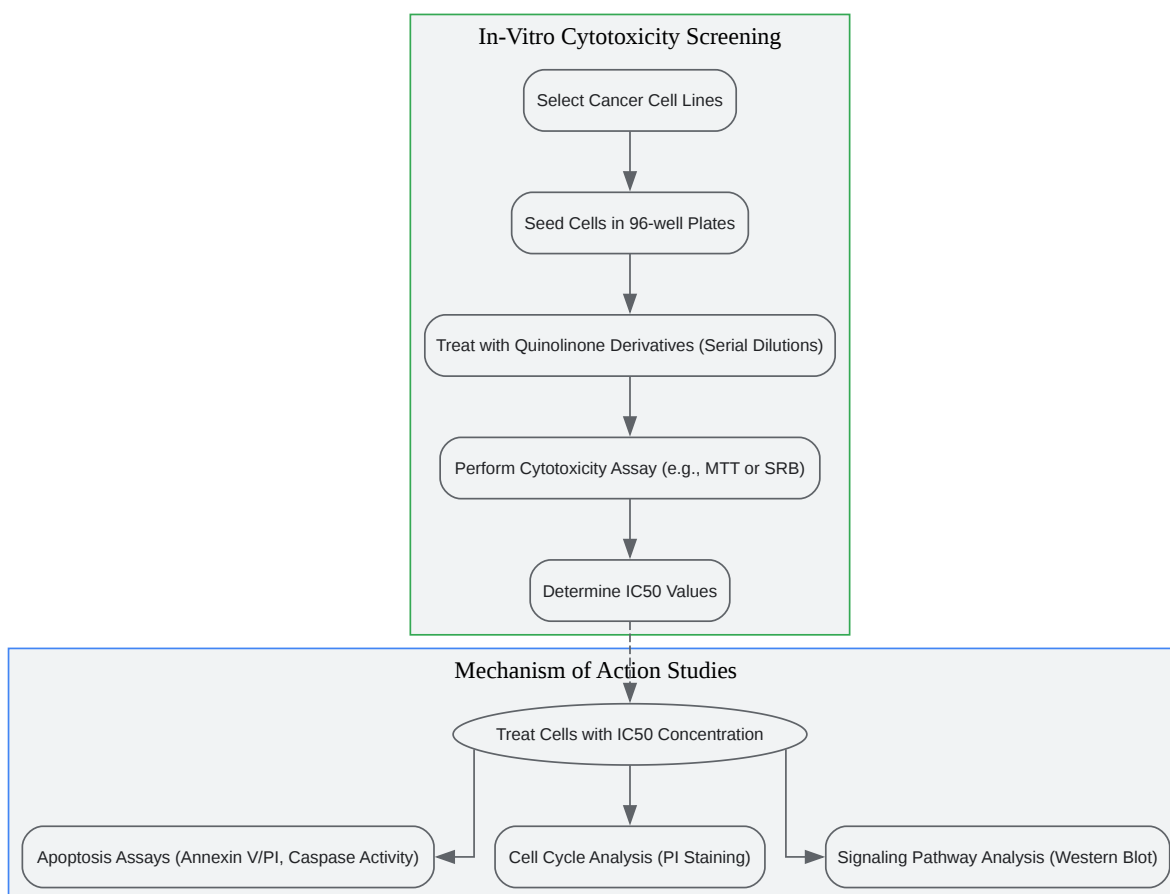 In-Vitro Cytotoxicity Screening
Select Cancer Cell Lines
Seed Cells in 96-well Plates
Treat with Quinolinone Derivatives (Serial Dilutions)
Perform Cytotoxicity Assay (e.g., MTT or SRB)
Determine IC50 Values
Mechanism of Action Studies
Treat Cells with IC50 Concentration
Apoptosis Assays (Annexin V/PI, Caspase Activity)
Cell Cycle Analysis (PI Staining)
Signaling Pathway Analysis (Western Blot)